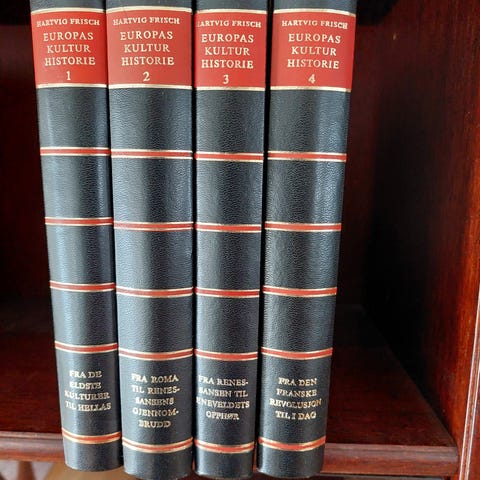 HARTVIG FRISCH
EUROPAS
KULTUR
HISTORIE
1
FRA DE
ELDSTE
KULTURER
TIL HELLAS
HARTVIG FRISCH
EUROPAS
KULTUR
HISTORIE
2
FRA ROMA
TIL RENES-
SANSENS
GJENNOM-
BRUDD
HARTVIG FRISCH
EUROPAS
KULTUR
HISTORIE
3
FRA RENES-
SANSEN TIL
ENEVELDETS
OPPHØR
HARTVIG FRISCH
EUROPAS
KULTUR
HISTORIE
4
FRA DEN
FRANSKE
REVOLUSJON
TIL I DAG